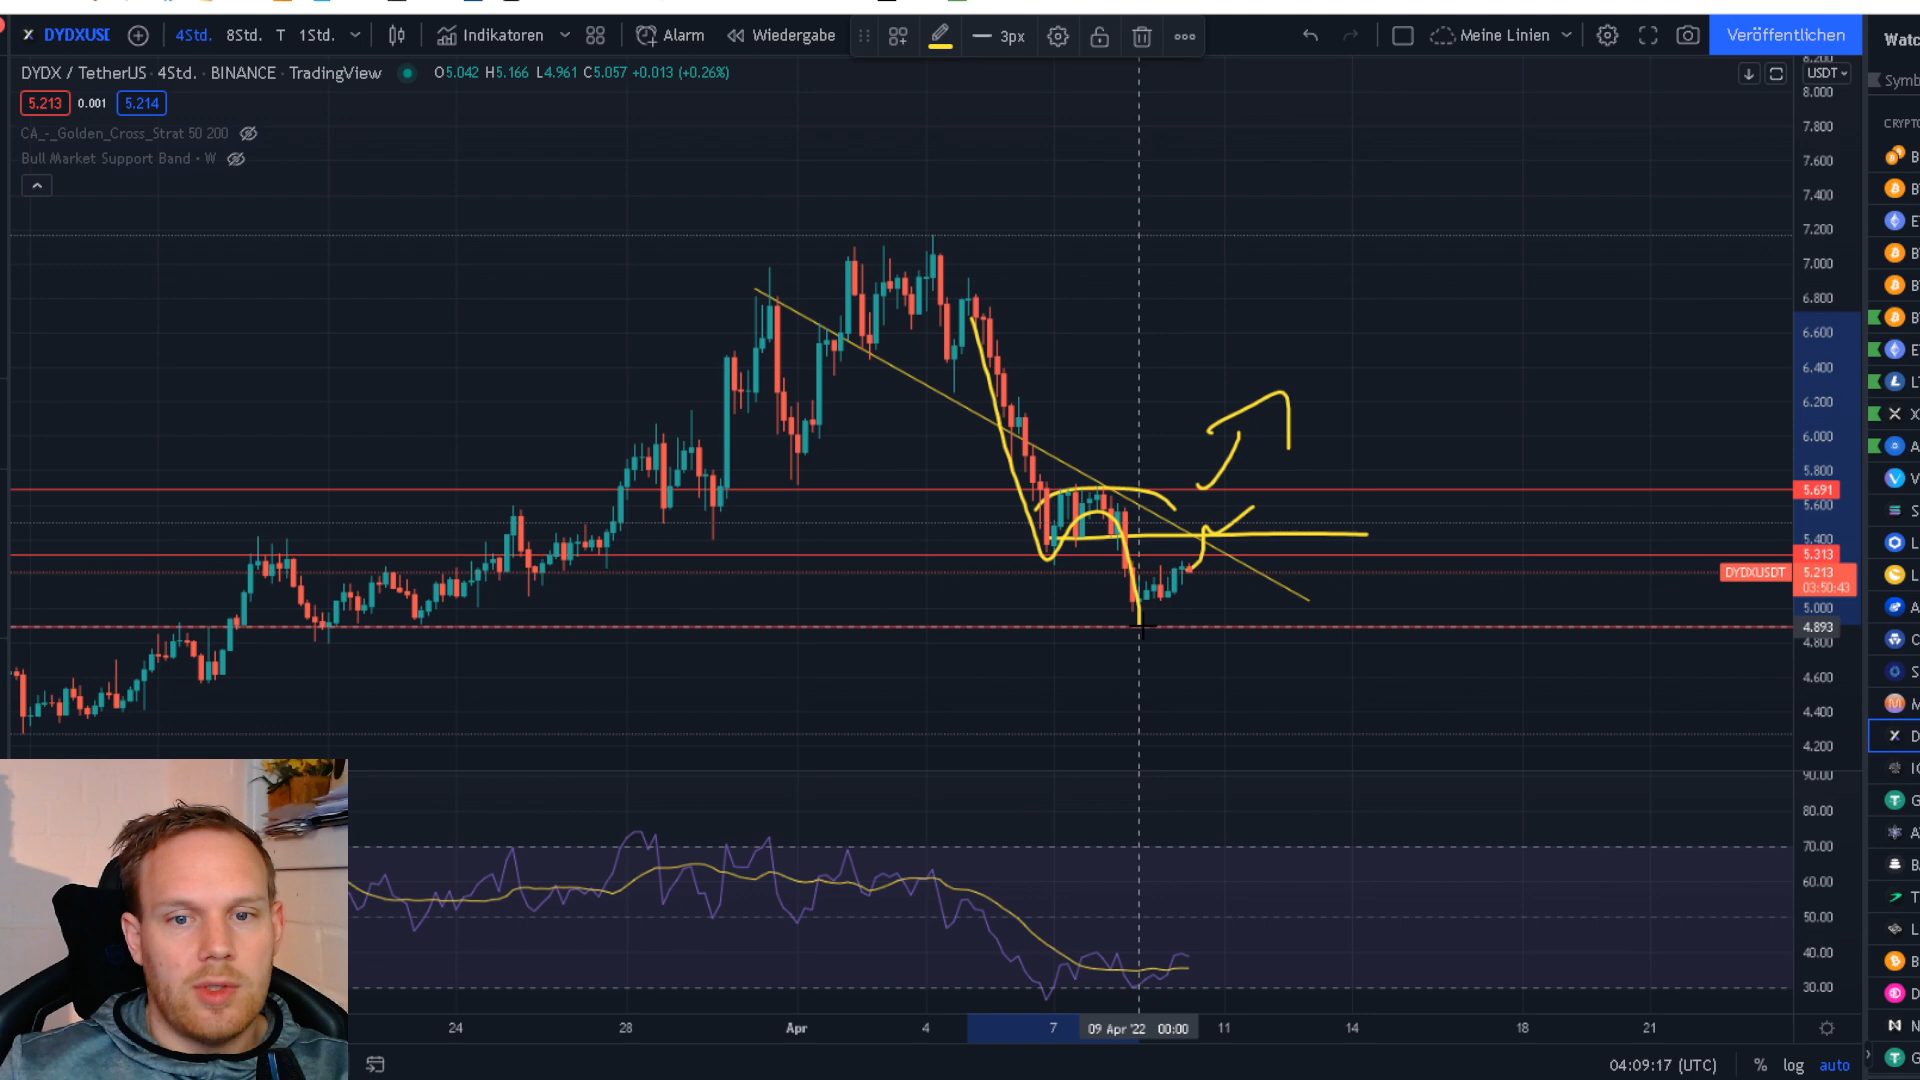 DYDXUSD
4Std.
8Std.
T
1Std.
Indikatoren
Alarm
Wiedergabe
3px
Meine Linien
Veröffentlichen
Watc
DYDX / TetherUS · 4Std. · BINANCE · TradingView
O5.042 H5.166 L4.961 C5.057 +0.013 (+0.26%)
USDT
Symb
5.213
0.001
5.214
CA_-_Golden_Cross_Strat 50 200
Bull Market Support Band · W
CRYPTO
8.200
8.000
7.800
7.600
7.400
7.200
7.000
6.800
6.600
6.400
6.200
6.000
5.800
5.691
5.600
5.400
5.313
DYDXUSDT
5.213
03:50:43
5.000
4.893
4.800
4.600
4.400
4.200
90.00
80.00
70.00
60.00
50.00
40.00
30.00
24
28
Apr
4
7
09 Apr '22 00:00
11
14
18
21
04:09:17 (UTC)
%
log
auto